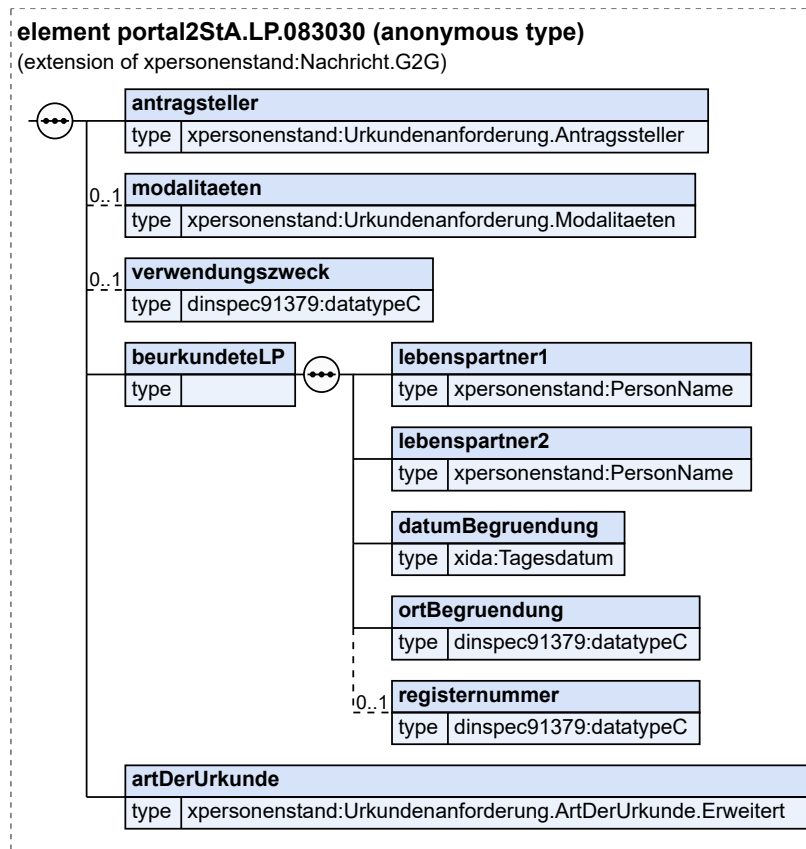 element portal2StA.LP.083030 (anonymous type)
(extension of xpersonenstand:Nachricht.G2G)
antragsteller
type xpersonenstand:Urkundenanforderung.Antragssteller
0..1
modalitaeten
type xpersonenstand:Urkundenanforderung.Modalitaeten
0..1
verwendungszweck
type dinspec91379:datatypeC
beurkundeteLP
type
lebenspartner1
type xpersonenstand:PersonName
lebenspartner2
type xpersonenstand:PersonName
datumBegruendung
type xida:Tagesdatum
ortBegruendung
type dinspec91379:datatypeC
0..1
registernummer
type dinspec91379:datatypeC
artDerUrkunde
type xpersonenstand:Urkundenanforderung.ArtDerUrkunde.Erweitert